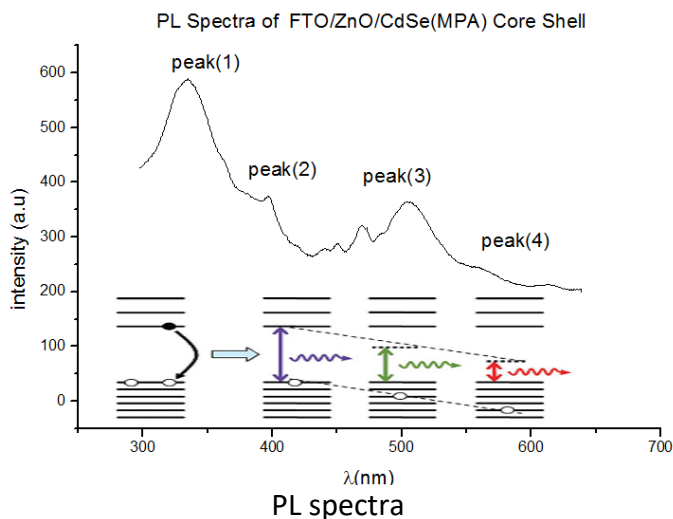 PL Spectra of FTO/ZnO/CdSe(MPA) Core Shell
peak(1)
peak(2)
peak(3)
peak(4)
intensity (a.u)
600
500
400
300
200
100
0
300 400 500 600 700
λ(nm)
PL spectra